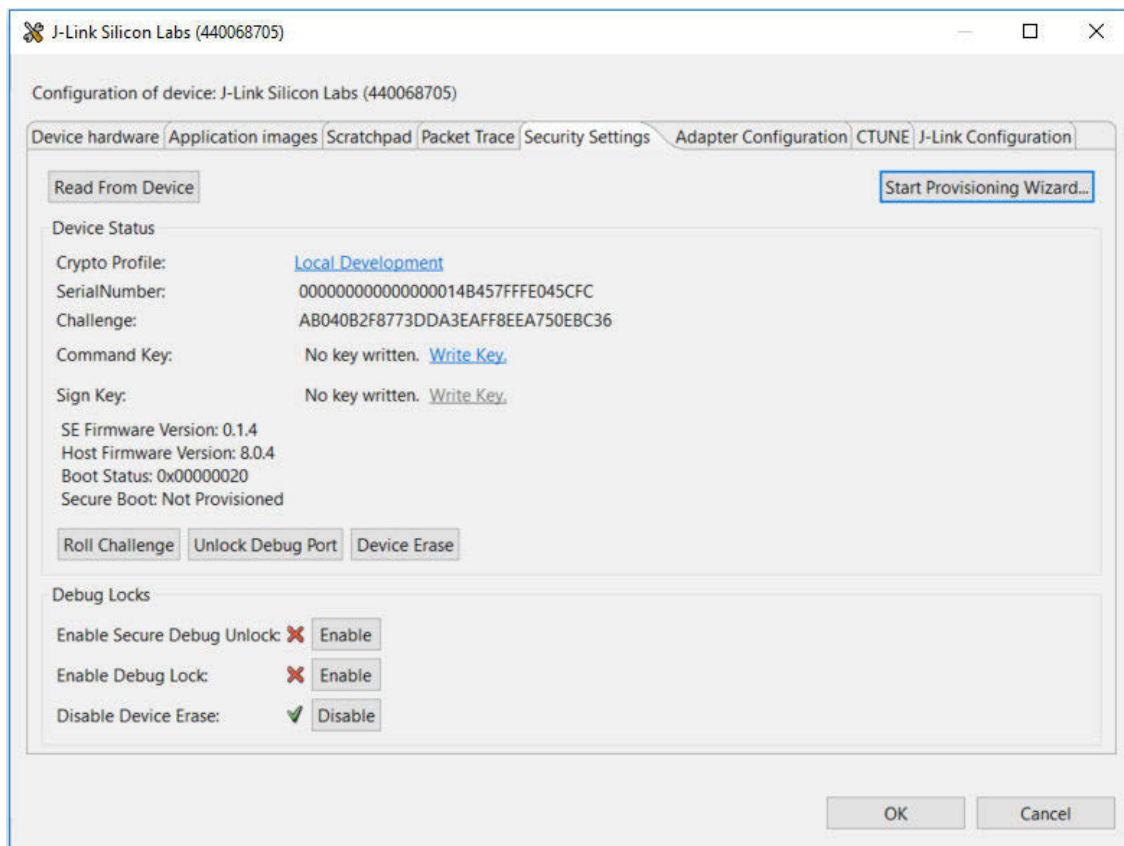 J-Link Silicon Labs (440068705)
Configuration of device: J-Link Silicon Labs (440068705)
Device hardware Application images Scratchpad Packet Trace Security Settings Adapter Configuration CTUNE J-Link Configuration
Read From Device Start Provisioning Wizard...
Device Status
Crypto Profile: Local Development
SerialNumber: 000000000000000014B457FFFE045CFC
Challenge: AB040B2F8773DDA3EAFF8EEA750EBC36
Command Key: No key written. Write Key.
Sign Key: No key written. Write Key.
SE Firmware Version: 0.1.4
Host Firmware Version: 8.0.4
Boot Status: 0x00000020
Secure Boot: Not Provisioned
Roll Challenge Unlock Debug Port Device Erase
Debug Locks
Enable Secure Debug Unlock: Enable
Enable Debug Lock: Enable
Disable Device Erase: Disable
OK Cancel